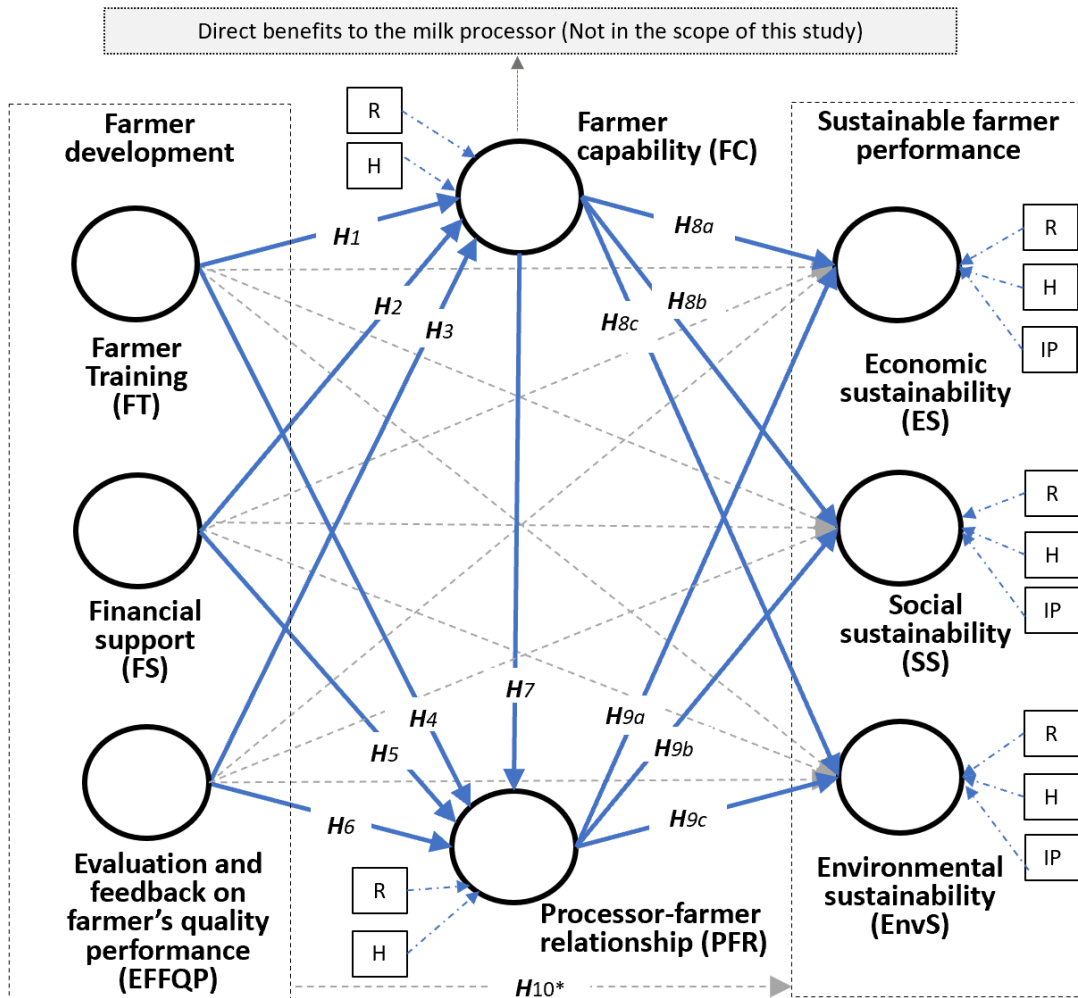 Direct benefits to the milk processor (Not in the scope of this study)
Farmer
development
Farmer
Training
(FT)
Financial
support
(FS)
Evaluation and
feedback on
farmer's quality
performance
(EFFQP)
R
H
Farmer
capability (FC)
H1
H2
H3
H4
H5
H6
H7
H8a
H8b
H8c
H9a
H9b
H9c
R
H
Processor-farmer
relationship (PFR)
H10*
Sustainable farmer
performance
R
H
IP
Economic
sustainability
(ES)
R
H
IP
Social
sustainability
(SS)
R
H
IP
Environmental
sustainability
(EnvS)